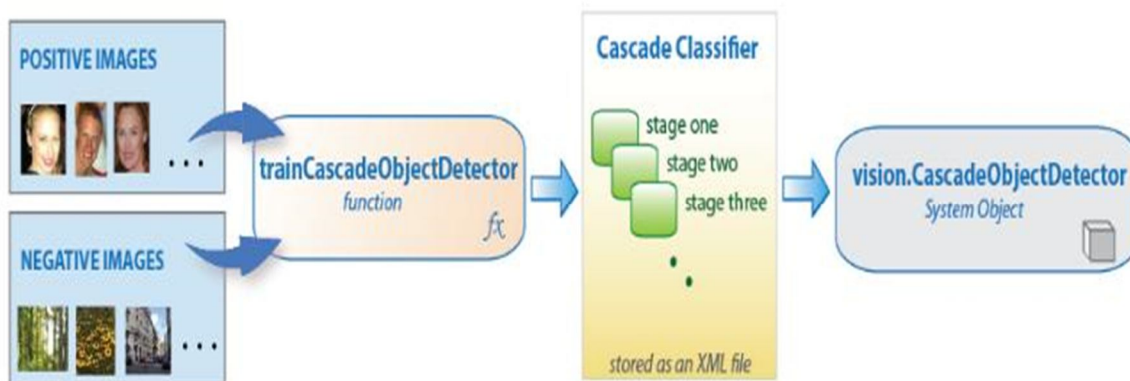 POSITIVE IMAGES
...
NEGATIVE IMAGES
...
trainCascadeObjectDetector
function
fx
Cascade Classifier
stage one
stage two
stage three
stored as an XML file
vision.CascadeObjectDetector
System Object